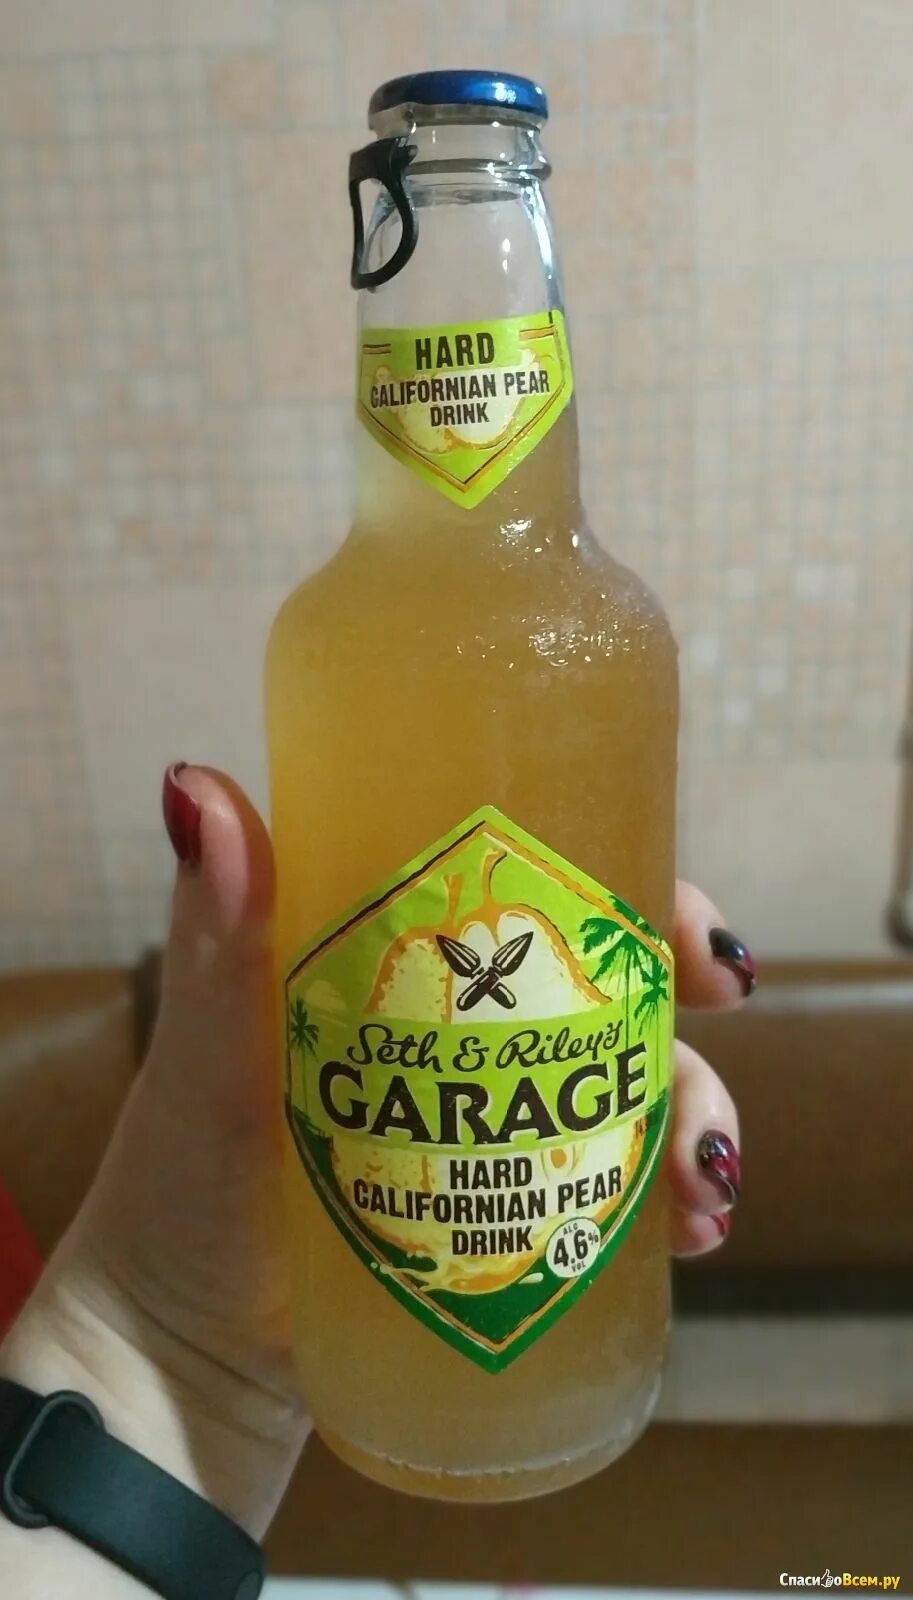 HARD
CALIFORNIAN PEAR
DRINK
Seth & Riley's
GARAGE
HARD
CALIFORNIAN PEAR
DRINK
ALC
4.6%
VOL
СпасибоВсем.ру